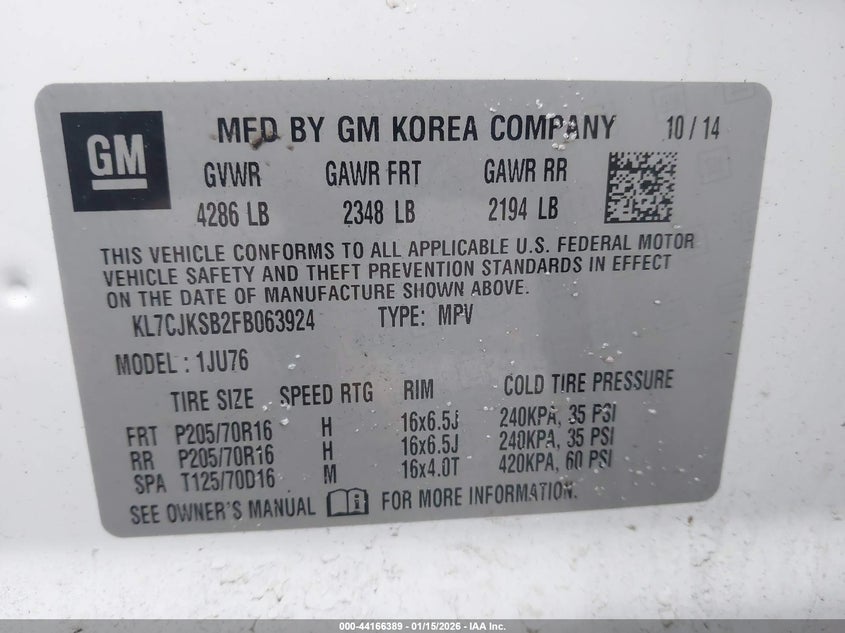 GM
MFD BY GM KOREA COMPANY 10 / 14
GVWR GAWR FRT GAWR RR
4286 LB 2348 LB 2194 LB
THIS VEHICLE CONFORMS TO ALL APPLICABLE U.S. FEDERAL MOTOR
VEHICLE SAFETY AND THEFT PREVENTION STANDARDS IN EFFECT
ON THE DATE OF MANUFACTURE SHOWN ABOVE.
KL7CJKSB2FB063924 TYPE: MPV
MODEL : 1JU76
TIRE SIZE SPEED RTG RIM COLD TIRE PRESSURE
FRT P205/70R16 H 16x6.5J 240KPA, 35 PSI
RR P205/70R16 H 16x6.5J 240KPA, 35 PSI
SPA T125/70D16 M 16x4.0T 420KPA, 60 PSI
SEE OWNER'S MANUAL FOR MORE INFORMATION.
000-44166389 - 01/15/2026 - IAA Inc.